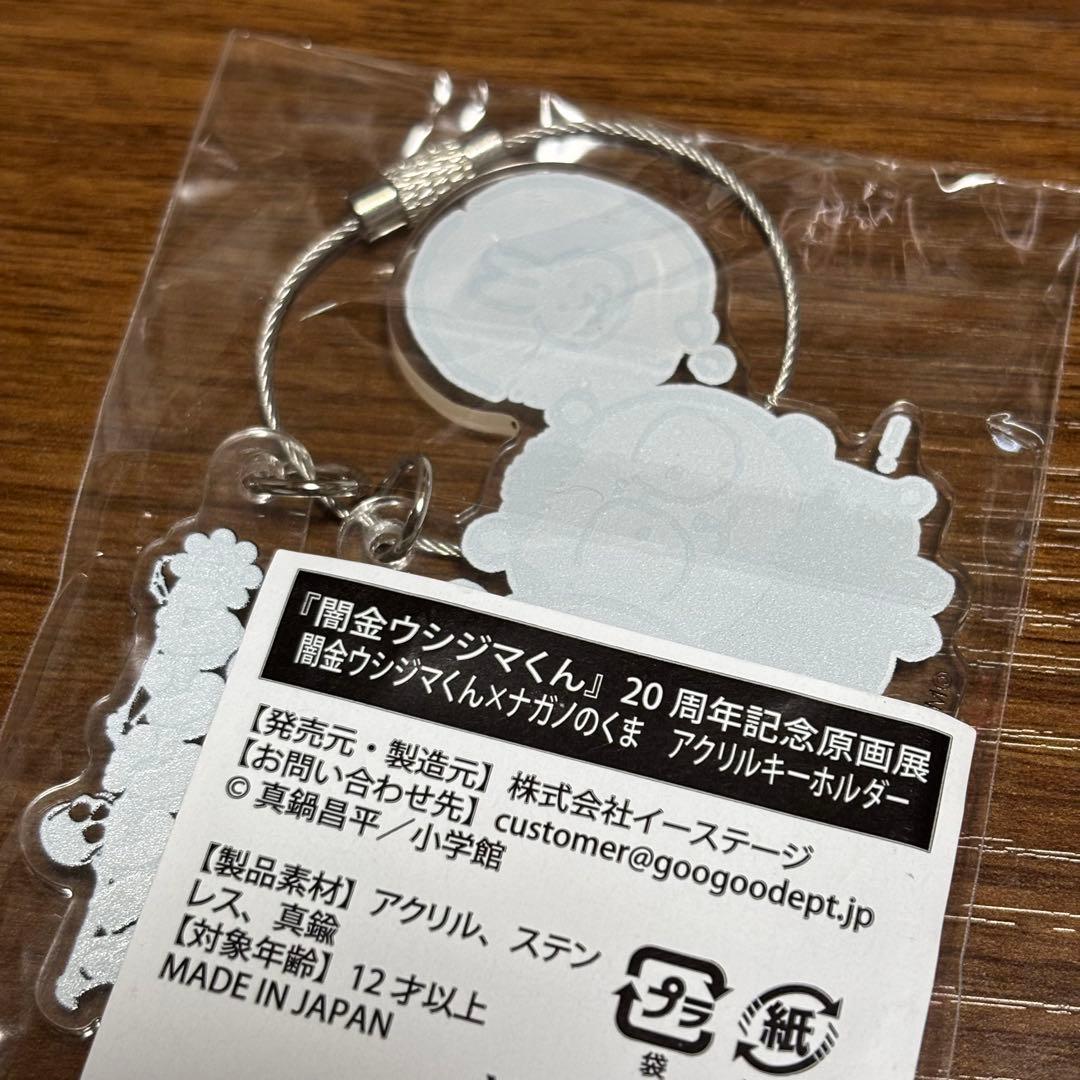 『闇金ウシジマくん』 20 周年記念原画展
闇金ウシジマくん×ナガノのくま アクリルキーホルダー
【発売元・製造元】 株式会社イーステージ
【お問い合わせ先】 customer@googoodept.jp
© 真鍋昌平／小学館
【製品素材】 アクリル、ステン
レス、真鍮
【対象年齢】 12 才以上
MADE IN JAPAN
プラ
袋
紙
!